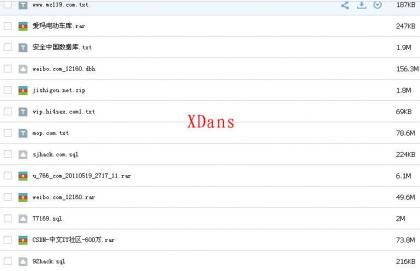 www.mc119.com.txt 187KB
爱玛电动车库.rar 247KB
安全中国数据库.txt 1.9M
weibo.com_12160.dbh 156.3M
jishigou.net.zip 1.8M
vip.hi4sex.com1.txt 69KB
XDans
mop.com.txt 78.6M
sjhack.com.sql 224KB
u_766_com_20110519_2717_11.rar 6.1M
weibo.com_12160.rar 49.6M
77169.sql 2M
CSDN-中文IT社区-600万.rar 73.8M
92hack.sql 216KB